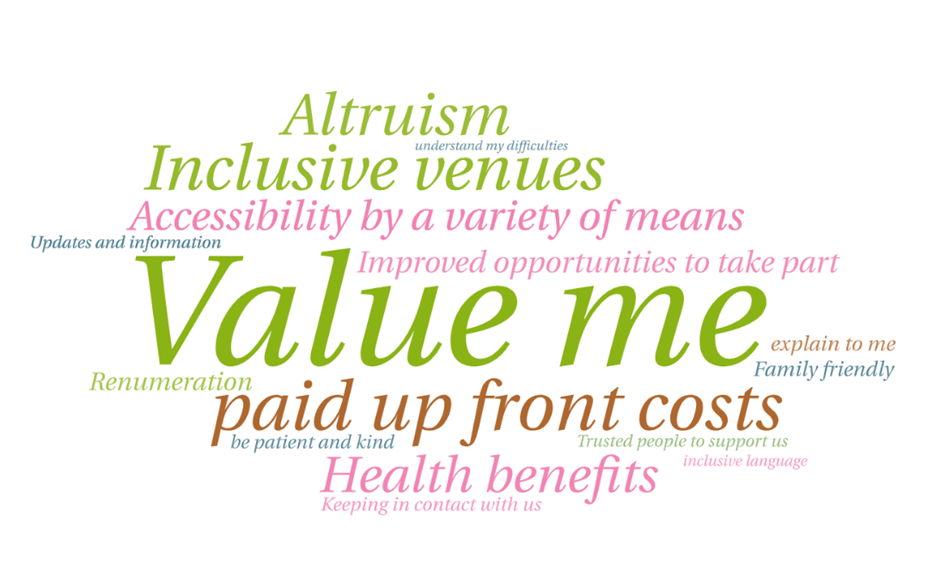 Altruism
understand my difficulties
Inclusive venues
Accessibility by a variety of means
Updates and information
Improved opportunities to take part
Value me
explain to me
Family friendly
Renumeration
paid up front costs
be patient and kind
Trusted people to support us
Health benefits
inclusive language
Keeping in contact with us